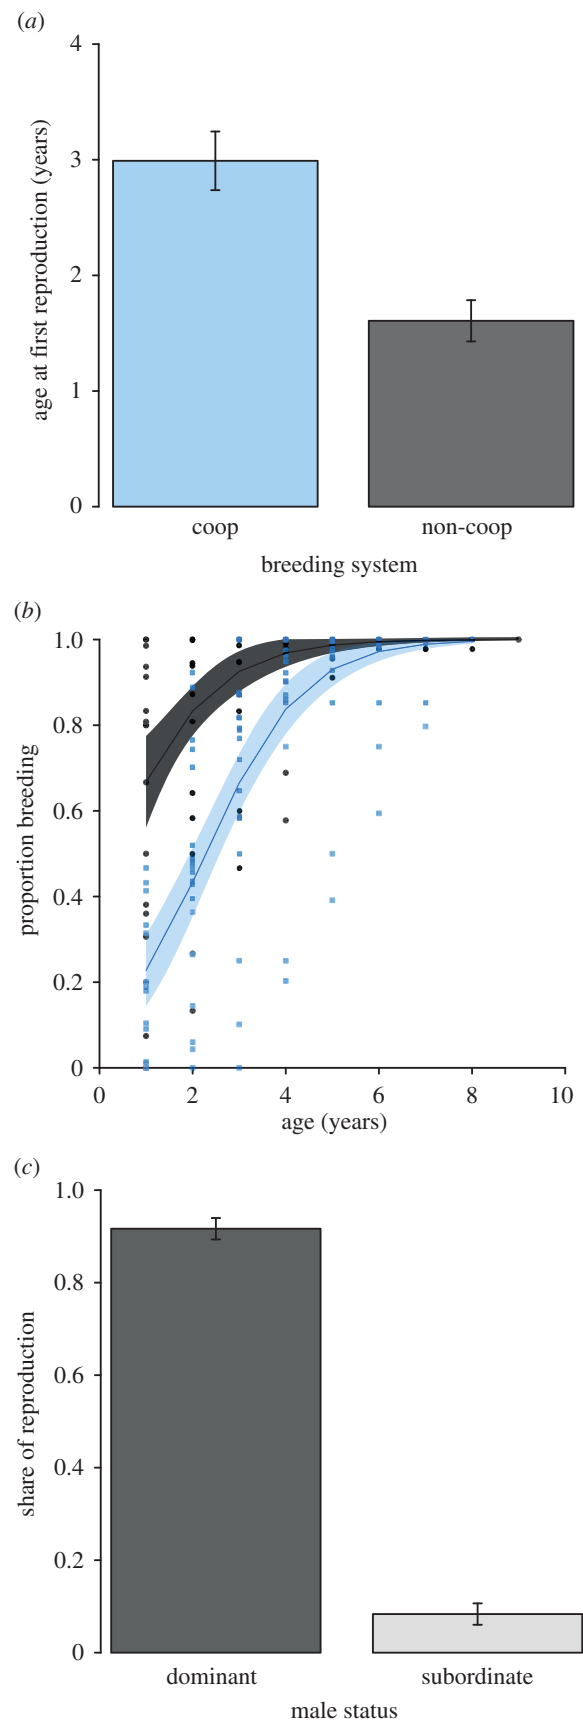 (a)
4
3
2
1
0
age at first reproduction (years)
coop non-coop
breeding system
(b)
1.0
0.8
0.6
0.4
0.2
0
proportion breeding
0 2 4 6 8 10
age (years)
(c)
1.0
0.8
0.6
0.4
0.2
0
share of reproduction
dominant subordinate
male status